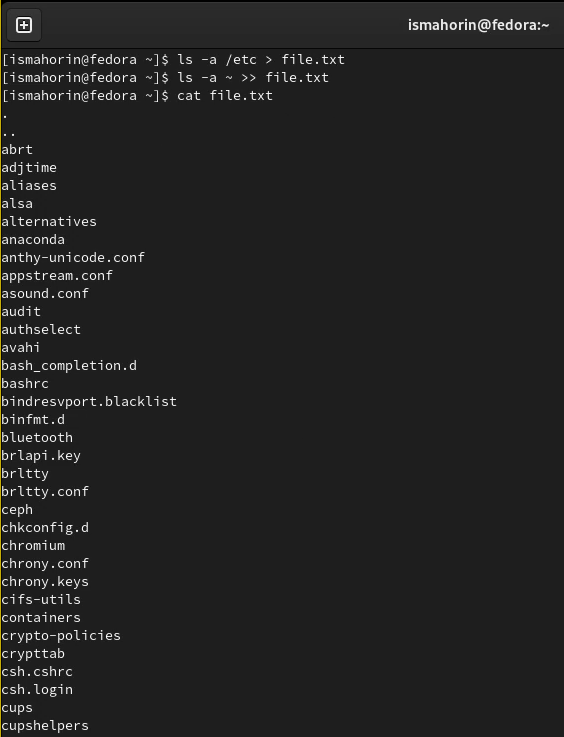 ismahorin@fedora:~
[ismahorin@fedora ~]$ ls -a /etc > file.txt
[ismahorin@fedora ~]$ ls -a ~ >> file.txt
[ismahorin@fedora ~]$ cat file.txt
.
..
abrt
adjtime
aliases
alsa
alternatives
anaconda
anthy-unicode.conf
appstream.conf
asound.conf
audit
authselect
avahi
bash_completion.d
bashrc
bindresvport.blacklist
binfmt.d
bluetooth
brlapi.key
brltty
brltty.conf
ceph
chkconfig.d
chromium
chrony.conf
chrony.keys
cifs-utils
containers
crypto-policies
crypttab
csh.cshrc
csh.login
cups
cupshelpers